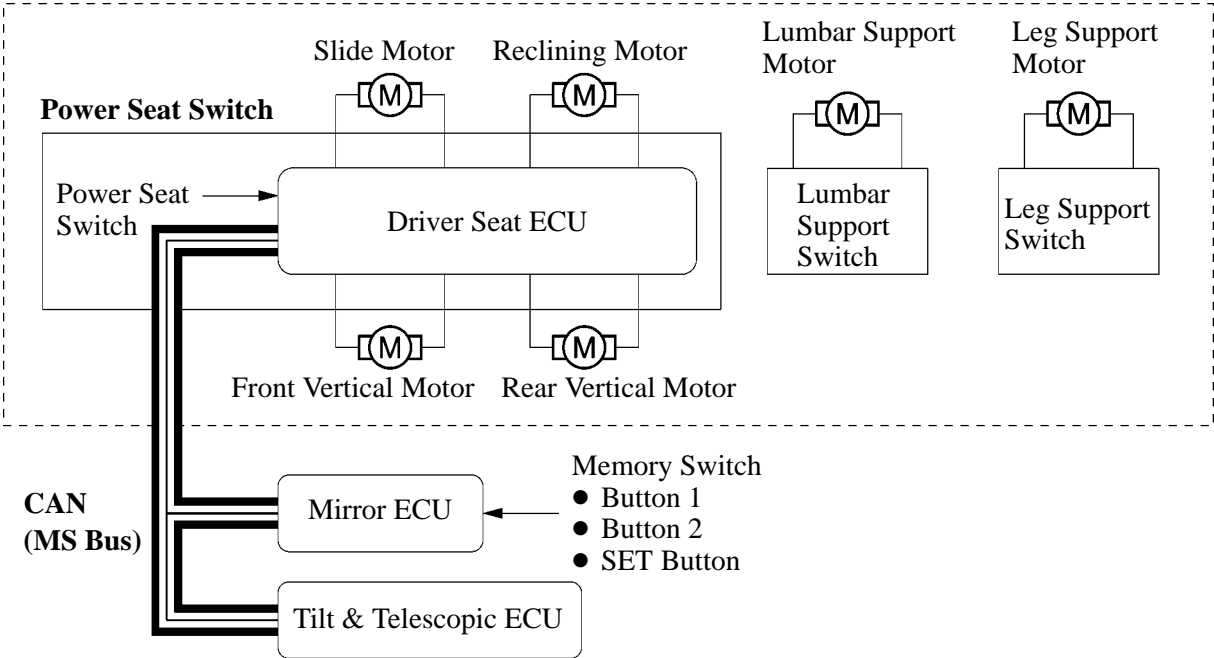 Slide Motor
Reclining Motor
Lumbar Support
Motor
Leg Support
Motor
M
M
M
M
Power Seat Switch
Power Seat
Switch
Driver Seat ECU
Lumbar
Support
Switch
Leg Support
Switch
M
M
Front Vertical Motor
Rear Vertical Motor
CAN
(MS Bus)
Mirror ECU
Memory Switch
● Button 1
● Button 2
● SET Button
Tilt & Telescopic ECU